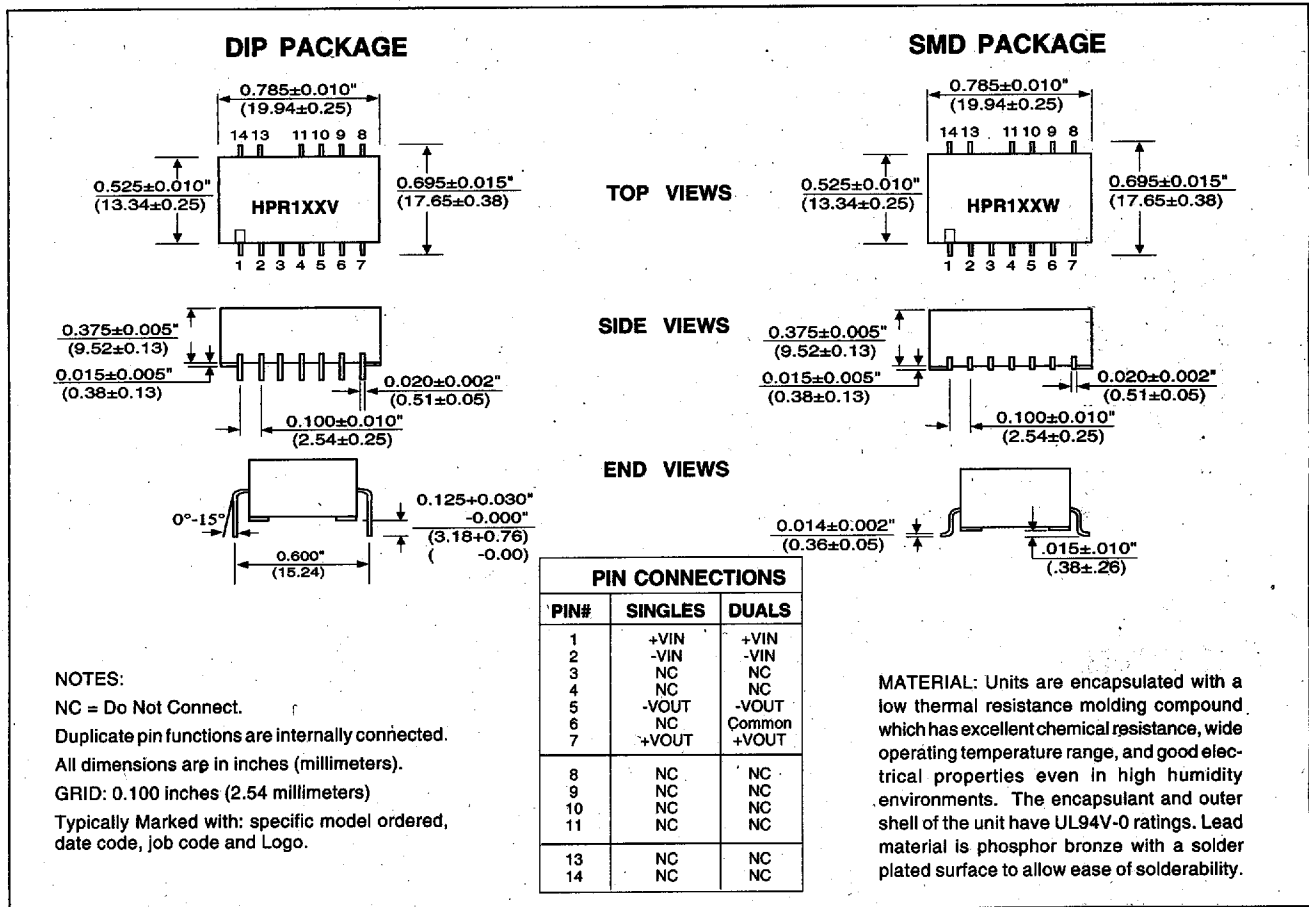 DIP PACKAGE
0.785±0.010"
(19.94±0.25)
14 13 11 10 9 8
0.525±0.010"
(13.34±0.25)
HPR1XXV
0.695±0.015"
(17.65±0.38)
1 2 3 4 5 6 7
TOP VIEWS
SMD PACKAGE
0.785±0.010"
(19.94±0.25)
14 13 11 10 9 8
0.525±0.010"
(13.34±0.25)
HPR1XXW
0.695±0.015"
(17.65±0.38)
1 2 3 4 5 6 7
0.375±0.005"
(9.52±0.13)
0.015±0.005"
(0.38±0.13)
0.020±0.002"
(0.51±0.05)
0.100±0.010"
(2.54±0.25)
SIDE VIEWS
0.375±0.005"
(9.52±0.13)
0.015±0.005"
(0.38±0.13)
0.020±0.002"
(0.51±0.05)
0.100±0.010"
(2.54±0.25)
END VIEWS
0°-15°
0.600"
(15.24)
0.125+0.030"
-0.000"
(3.18+0.76)
( -0.00)
0.014±0.002"
(0.36±0.05)
.015±.010"
(.38±.26)
PIN CONNECTIONS
PIN# SINGLES DUALS
1 +VIN +VIN
2 -VIN -VIN
3 NC NC
4 NC NC
5 -VOUT -VOUT
6 NC Common
7 +VOUT +VOUT
8 NC NC
9 NC NC
10 NC NC
11 NC NC
13 NC NC
14 NC NC
NOTES:
NC = Do Not Connect.
Duplicate pin functions are internally connected.
All dimensions are in inches (millimeters).
GRID: 0.100 inches (2.54 millimeters)
Typically Marked with: specific model ordered,
date code, job code and Logo.
MATERIAL: Units are encapsulated with a
low thermal resistance molding compound
which has excellent chemical resistance, wide
operating temperature range, and good elec-
trical properties even in high humidity
environments. The encapsulant and outer
shell of the unit have UL94V-0 ratings. Lead
material is phosphor bronze with a solder
plated surface to allow ease of solderability.